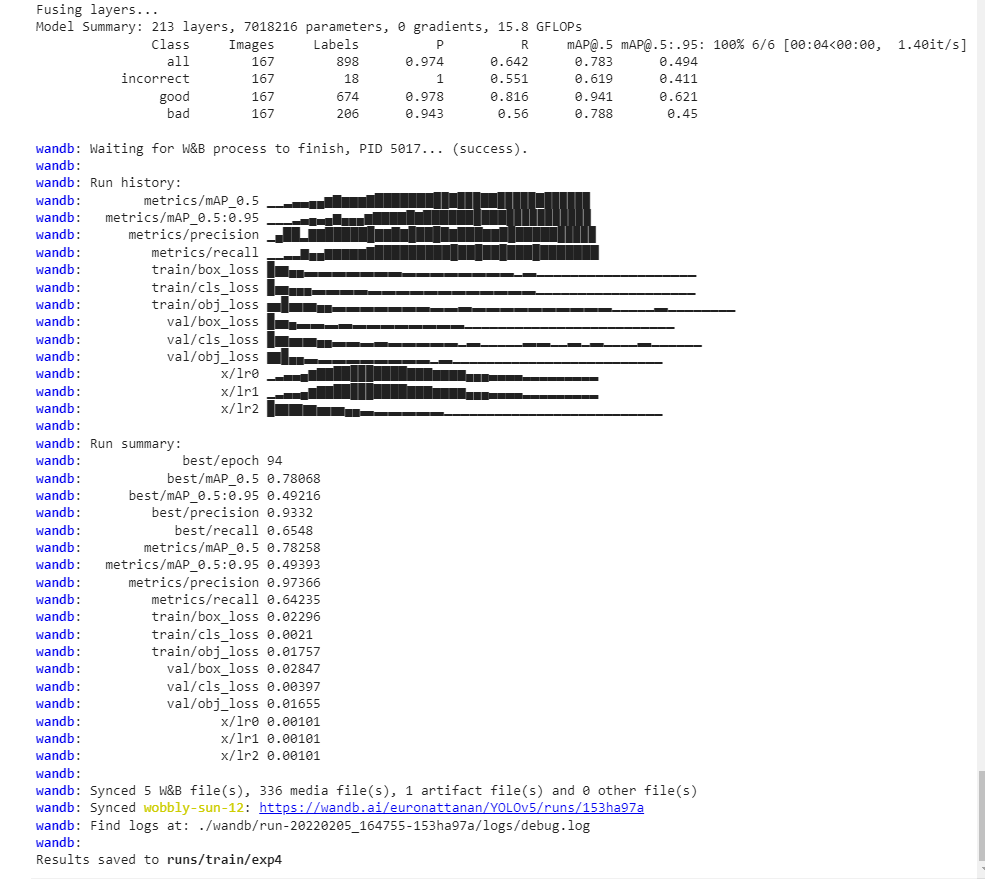 Fusing layers...
Model Summary: 213 layers, 7018216 parameters, 0 gradients, 15.8 GFLOPs
Class Images Labels P R mAP@.5 mAP@.5:.95: 100% 6/6 [00:04<00:00, 1.40it/s]
all 167 898 0.974 0.642 0.783 0.494
incorrect 167 18 1 0.551 0.619 0.411
good 167 674 0.978 0.816 0.941 0.621
bad 167 206 0.943 0.56 0.788 0.45
wandb: Waiting for W&B process to finish, PID 5017... (success).
wandb:
wandb: Run history:
wandb: metrics/mAP_0.5
wandb: metrics/mAP_0.5:0.95
wandb: metrics/precision
wandb: metrics/recall
wandb: train/box_loss
wandb: train/cls_loss
wandb: train/obj_loss
wandb: val/box_loss
wandb: val/cls_loss
wandb: val/obj_loss
wandb: x/lr0
wandb: x/lr1
wandb: x/lr2
wandb:
wandb: Run summary:
wandb: best/epoch 94
wandb: best/mAP_0.5 0.78068
wandb: best/mAP_0.5:0.95 0.49216
wandb: best/precision 0.9332
wandb: best/recall 0.6548
wandb: metrics/mAP_0.5 0.78258
wandb: metrics/mAP_0.5:0.95 0.49393
wandb: metrics/precision 0.97366
wandb: metrics/recall 0.64235
wandb: train/box_loss 0.02296
wandb: train/cls_loss 0.0021
wandb: train/obj_loss 0.01757
wandb: val/box_loss 0.02847
wandb: val/cls_loss 0.00397
wandb: val/obj_loss 0.01655
wandb: x/lr0 0.00101
wandb: x/lr1 0.00101
wandb: x/lr2 0.00101
wandb:
wandb: Synced 5 W&B file(s), 336 media file(s), 1 artifact file(s) and 0 other file(s)
wandb: Synced wobbly-sun-12: https://wandb.ai/euronattanan/YOLOv5/runs/153ha97a
wandb: Find logs at: ./wandb/run-20220205_164755-153ha97a/logs/debug.log
wandb:
Results saved to runs/train/exp4